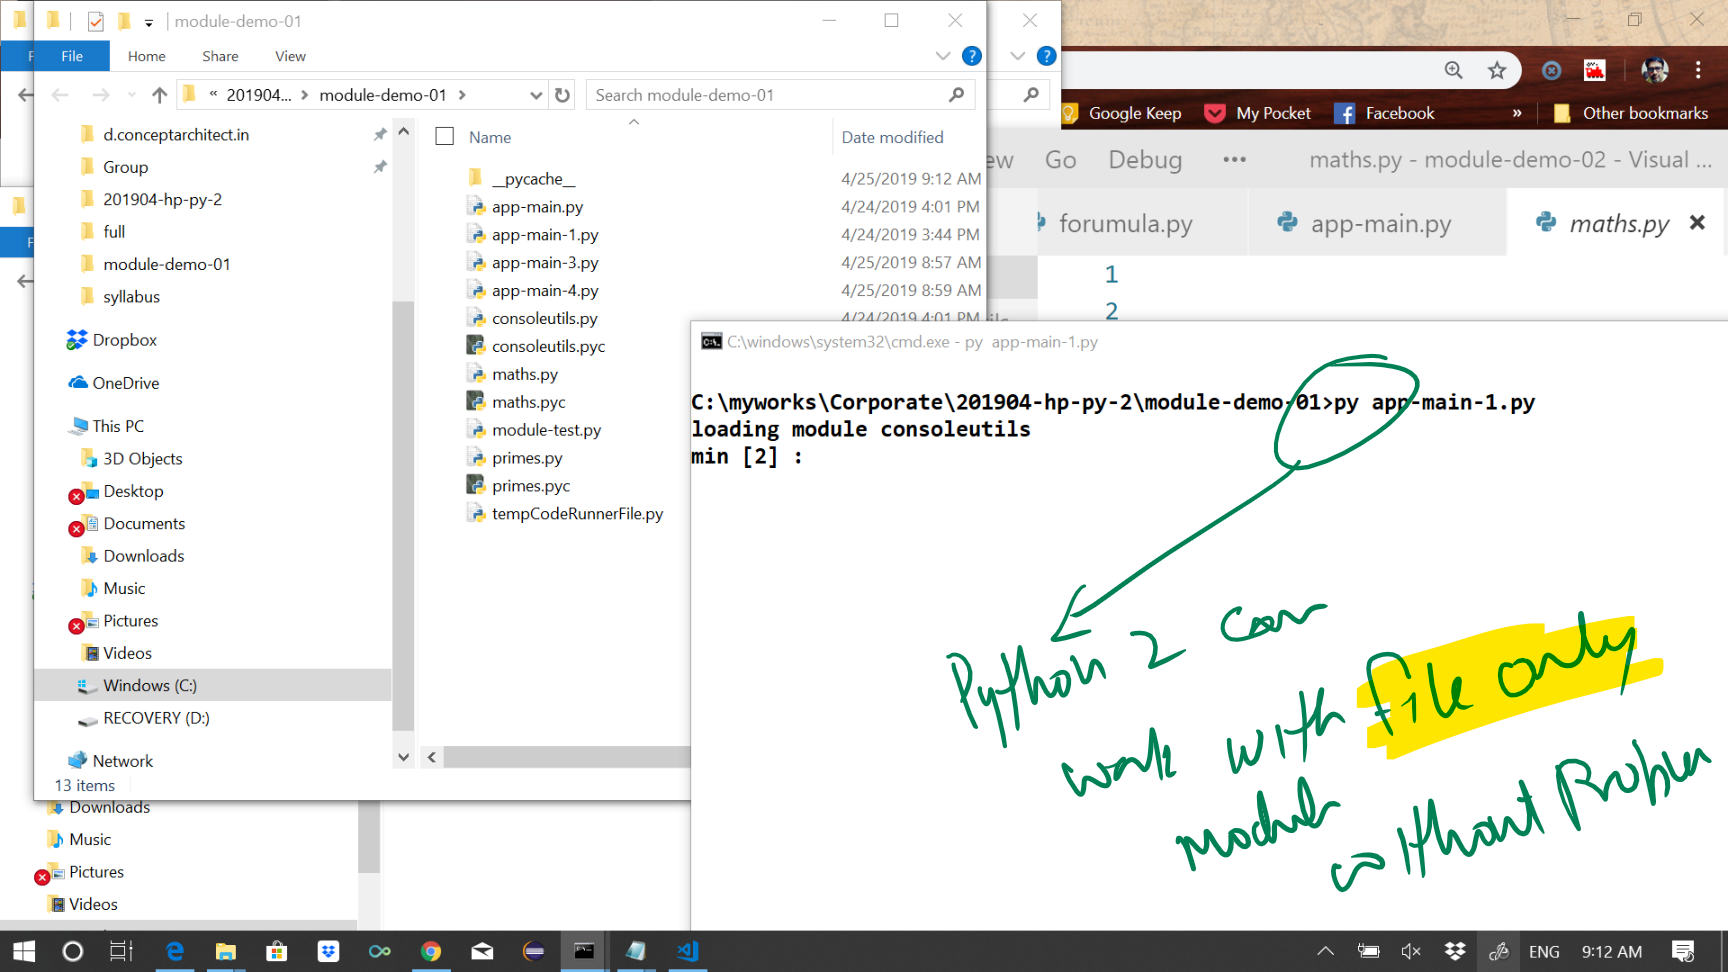 module-demo-01
File Home Share View
« 201904... > module-demo-01 >
Search module-demo-01
Name Date modified
d.conceptarchitect.in
Group
201904-hp-py-2
full
module-demo-01
syllabus
Dropbox
OneDrive
This PC
3D Objects
Desktop
Documents
Downloads
Music
Pictures
Videos
Windows (C:)
RECOVERY (D:)
Network
13 items
__pycache__ 4/25/2019 9:12 AM
app-main.py 4/24/2019 4:01 PM
app-main-1.py 4/24/2019 3:44 PM
app-main-3.py 4/25/2019 8:57 AM
app-main-4.py 4/25/2019 8:59 AM
consoleutils.py 4/24/2019 4:01 PM
consoleutils.pyc
maths.py
maths.pyc
module-test.py
primes.py
primes.pyc
tempCodeRunnerFile.py
Downloads
Music
Pictures
Videos
Google Keep My Pocket Facebook » Other bookmarks
ew Go Debug ••• maths.py - module-demo-02 - Visual ...
forumula.py app-main.py maths.py
1
2
C:\windows\system32\cmd.exe - py app-main-1.py
C:\myworks\Corporate\201904-hp-py-2\module-demo-01>py app-main-1.py
loading module consoleutils
min [2] :
Python 2 can
work with file only
module
without Problem
ENG 9:12 AM